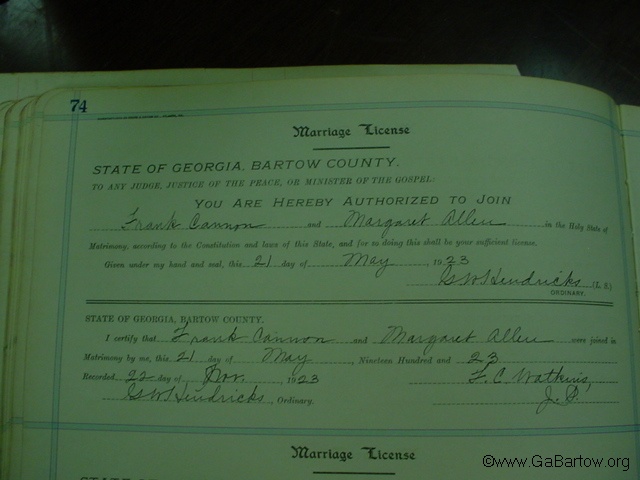 74
Marriage License
STATE OF GEORGIA, BARTOW COUNTY.
TO ANY JUDGE, JUSTICE OF THE PEACE, OR MINISTER OF THE GOSPEL:
YOU ARE HEREBY AUTHORIZED TO JOIN
Frank Cannon and Margaret Allen in the Holy State of
Matrimony, according to the Constitution and laws of this State, and for so doing this shall be your sufficient license.
Given under my hand and seal, this 21 day of May 1923
GW Hendricks (L. S.)
ORDINARY.
STATE OF GEORGIA, BARTOW COUNTY.
I certify that Frank Cannon and Margaret Allen were joined in
Matrimony by me, this 21 day of May, Nineteen Hundred and 23
Recorded 22 day of Nov. 1923 F. C. Watkins,
GW Hendricks, Ordinary. J. P.
Marriage License
©www.GaBartow.org